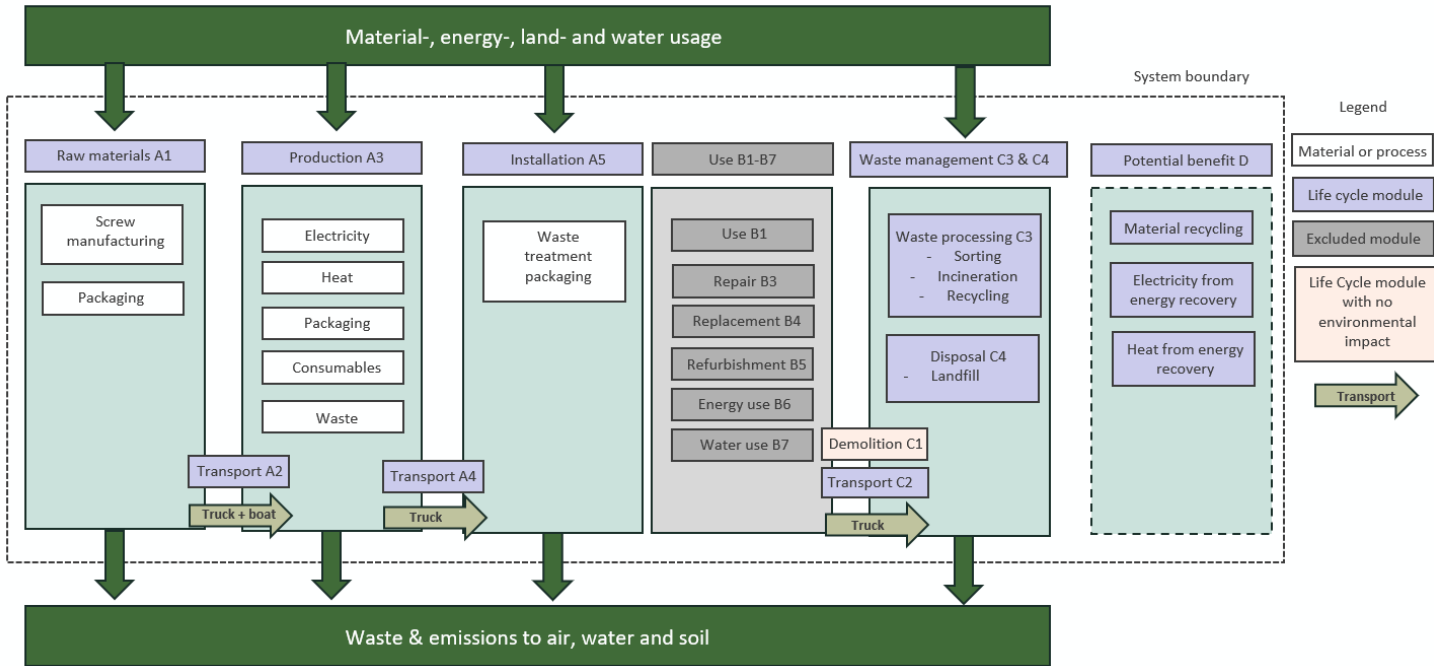 Material-, energy-, land- and water usage
System boundary
Raw materials A1
Screw
manufacturing
Packaging
Transport A2
Truck + boat
Production A3
Electricity
Heat
Packaging
Consumables
Waste
Transport A4
Truck
Installation A5
Waste
treatment
packaging
Use B1-B7
Use B1
Repair B3
Replacement B4
Refurbishment B5
Energy use B6
Water use B7
Demolition C1
Transport C2
Truck
Waste management C3 & C4
Waste processing C3
- Sorting
- Incineration
- Recycling
Disposal C4
- Landfill
Potential benefit D
Material recycling
Electricity from
energy recovery
Heat from energy
recovery
Legend
Material or process
Life cycle module
Excluded module
Life Cycle module
with no
environmental
impact
Transport
Waste & emissions to air, water and soil